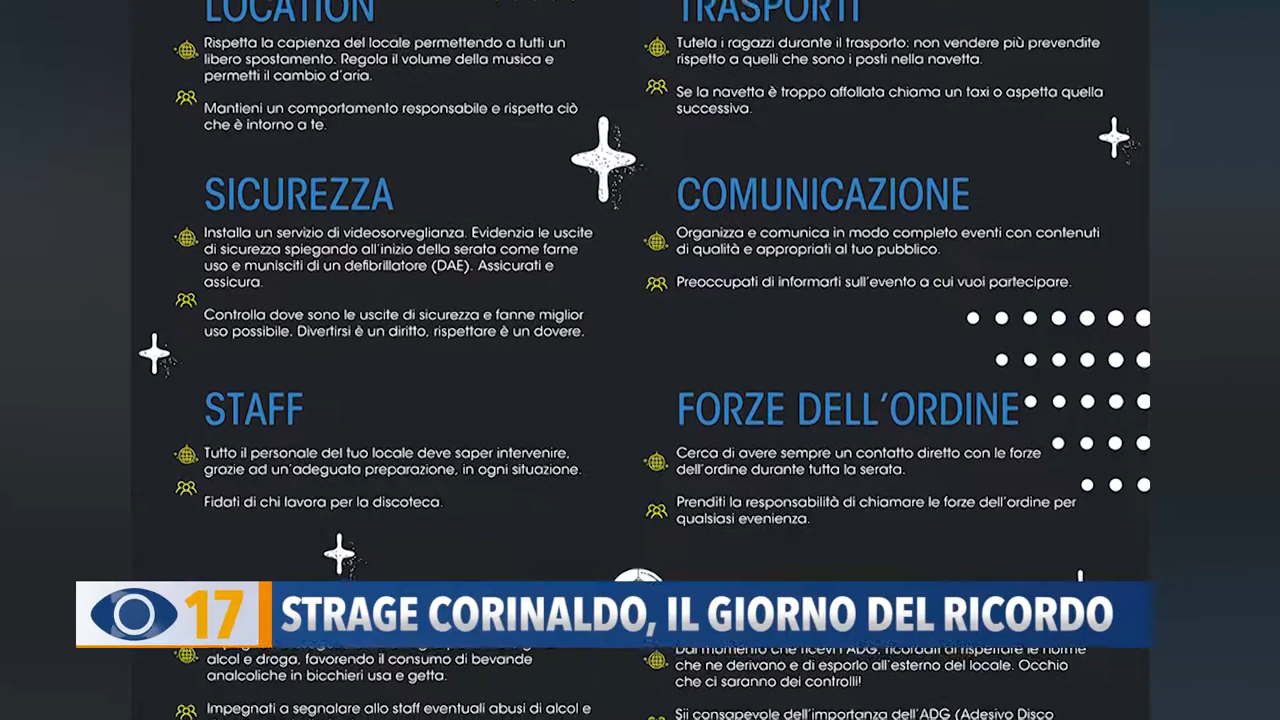 LOCATION
Rispetta la capienza del locale permettendo a tutti un
libero spostamento. Regola il volume della musica e
permetti il cambio d'aria.
Mantieni un comportamento responsabile e rispetta ciò
che è intorno a te.
TRASPORTI
Tutela i ragazzi durante il trasporto: non vendere più prevendite
rispetto a quelli che sono i posti nella navetta.
Se la navetta è troppo affollata chiama un taxi o aspetta quella
successiva.
SICUREZZA
Installa un servizio di videosorveglianza. Evidenzia le uscite
di sicurezza spiegando all'inizio della serata come farne
uso e munisciti di un defibrillatore (DAE). Assicurati e
assicura.
Controlla dove sono le uscite di sicurezza e fanne miglior
uso possibile. Divertirsi è un diritto, rispettare è un dovere.
COMUNICAZIONE
Organizza e comunica in modo completo eventi con contenuti
di qualità e appropriati al tuo pubblico.
Preoccupati di informarti sull'evento a cui vuoi partecipare.
STAFF
Tutto il personale del tuo locale deve saper intervenire,
grazie ad un'adeguata preparazione, in ogni situazione.
Fidati di chi lavora per la discoteca.
FORZE DELL'ORDINE
Cerca di avere sempre un contatto diretto con le forze
dell'ordine durante tutta la serata.
Prenditi la responsabilità di chiamare le forze dell'ordine per
qualsiasi evenienza.
17 STRAGE CORINALDO, IL GIORNO DEL RICORDO
alcol e droga, favorendo il consumo di bevande
analcoliche in bicchieri usa e getta.
Impegnati a segnalare allo staff eventuali abusi di alcol e
Dal momento che ricevi l'ADG, ricordati di rispettare le norme
che ne derivano e di esporlo all'esterno del locale. Occhio
che ci saranno dei controlli!
Sii consapevole dell'importanza dell'ADG (Adesivo Disco